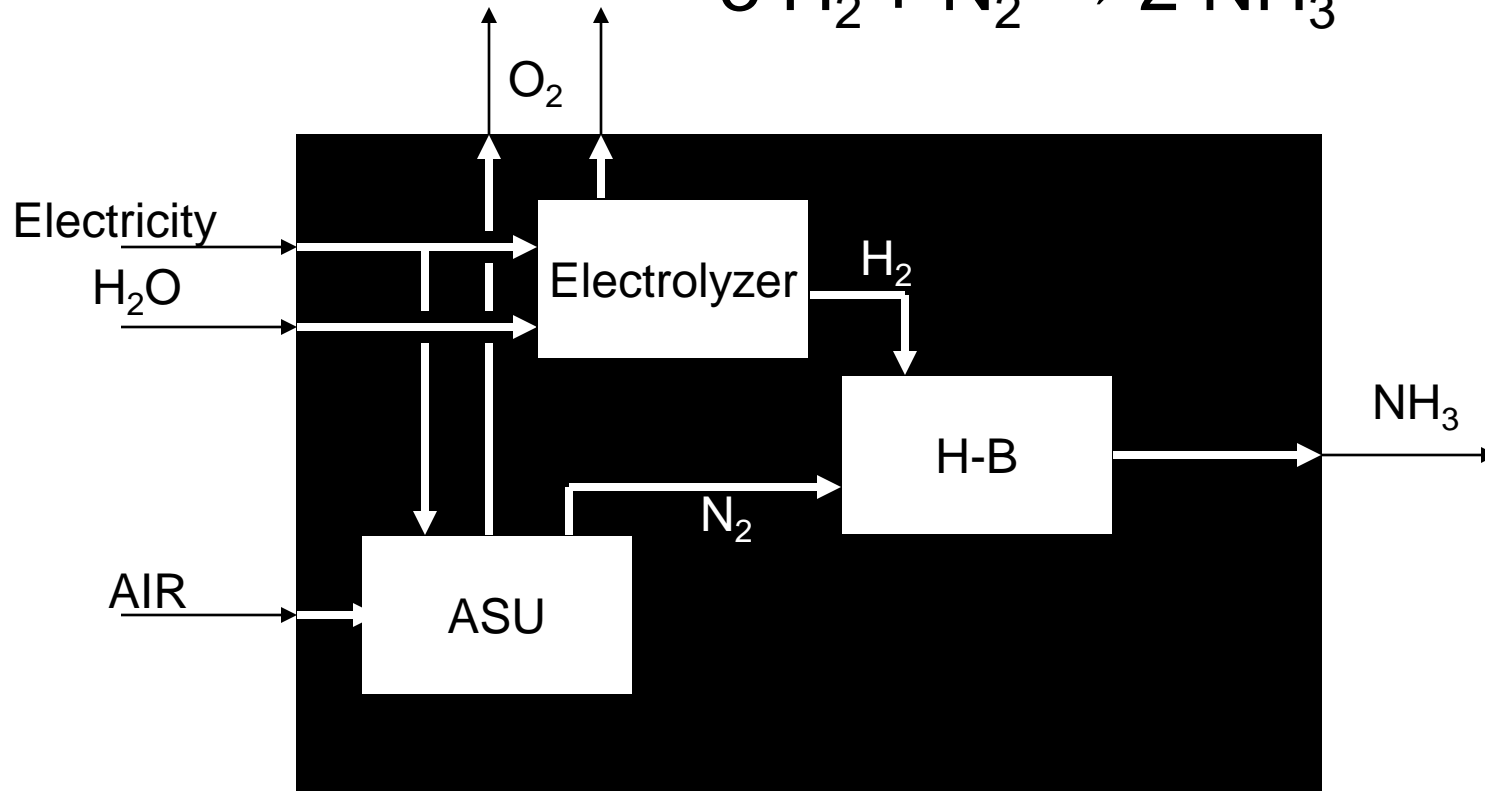 3 H₂ + N₂ → 2 NH₃
O₂
Electricity
H₂O
Electrolyzer
H₂
NH₃
H-B
N₂
AIR
ASU